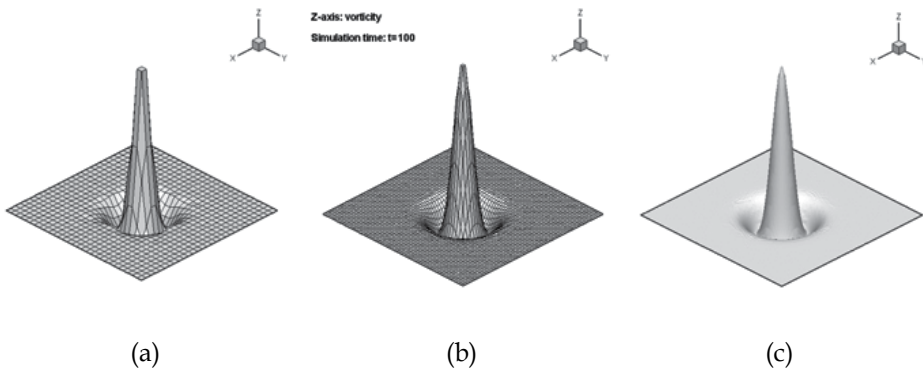 Z-axis: vorticity
Simulation time: t=100
Z
X
Y
Z
X
Y
Z
X
Y
(a)
(b)
(c)